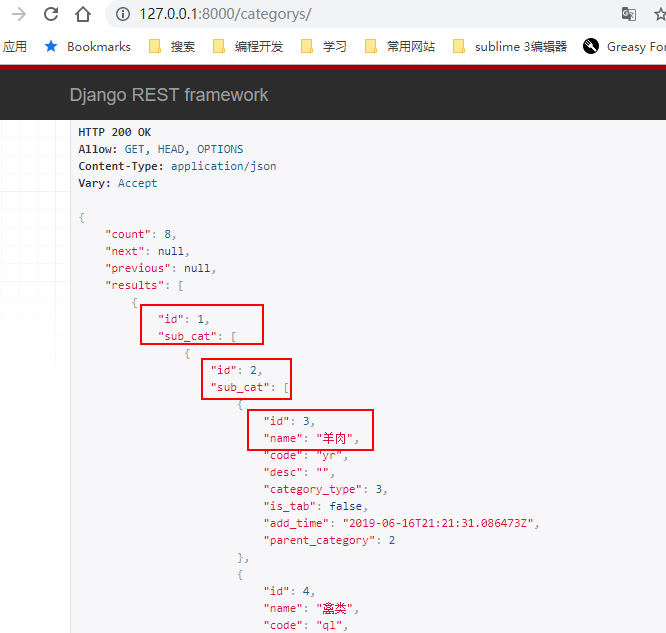 127.0.0.1:8000/categorys/
应用 Bookmarks 搜索 编程开发 学习 常用网站 sublime 3编辑器 Greasy For
Django REST framework
HTTP 200 OK
Allow: GET, HEAD, OPTIONS
Content-Type: application/json
Vary: Accept
{
"count": 8,
"next": null,
"previous": null,
"results": [
{
"id": 1,
"sub_cat": [
{
"id": 2,
"sub_cat": [
{
"id": 3,
"name": "羊肉",
"code": "yr",
"desc": "",
"category_type": 3,
"is_tab": false,
"add_time": "2019-06-16T21:21:31.086473Z",
"parent_category": 2
},
{
"id": 4,
"name": "禽类",
"code": "ql",